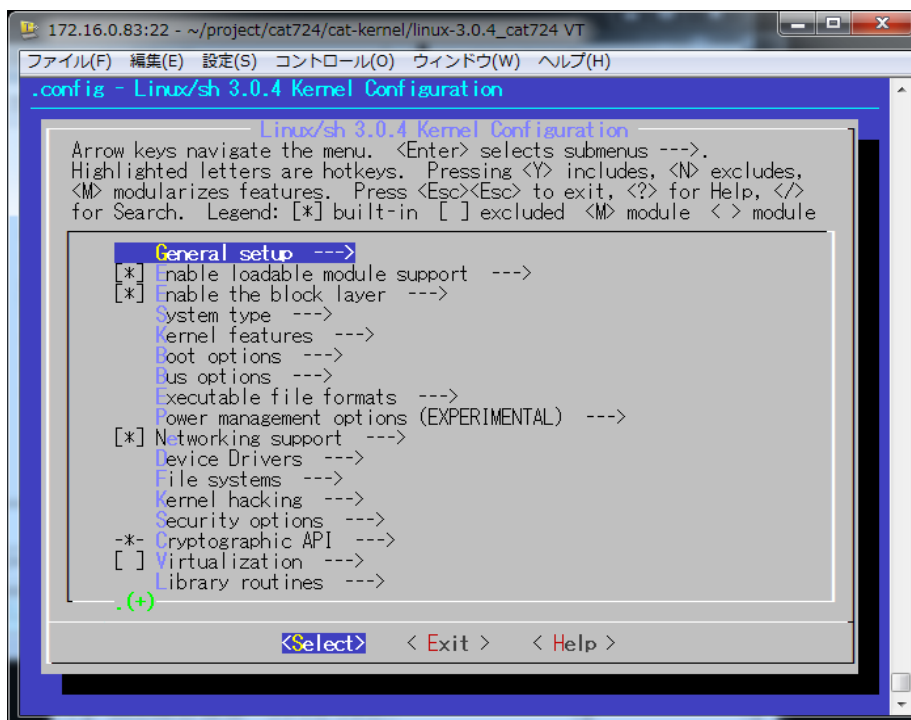 172.16.0.83:22 - ~/project/cat724/cat-kernel/linux-3.0.4_cat724 VT
ファイル(F) 編集(E) 設定(S) コントロール(O) ウィンドウ(W) ヘルプ(H)
.config - Linux/sh 3.0.4 Kernel Configuration
Linux/sh 3.0.4 Kernel Configuration
Arrow keys navigate the menu. <Enter> selects submenus --->.
Highlighted letters are hotkeys. Pressing <Y> includes, <N> excludes,
<M> modularizes features. Press <Esc><Esc> to exit, <?> for Help, </>
for Search. Legend: [*] built-in [ ] excluded <M> module < > module
General setup --->
[*] Enable loadable module support --->
[*] Enable the block layer --->
System type --->
Kernel features --->
Boot options --->
Bus options --->
Executable file formats --->
Power management options (EXPERIMENTAL) --->
[*] Networking support --->
Device Drivers --->
File systems --->
Kernel hacking --->
Security options --->
-*- Cryptographic API --->
[ ] Virtualization --->
Library routines --->
.(+)
<Select> < Exit > < Help >